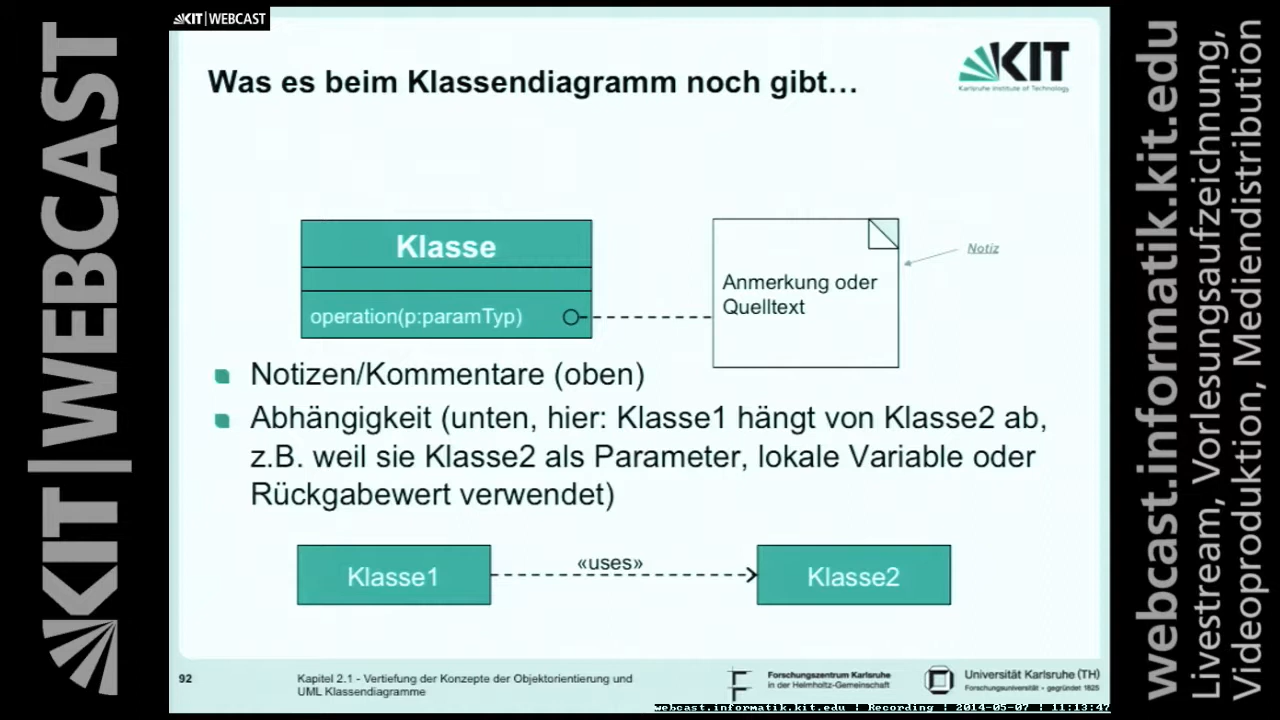 KIT|WEBCAST
KIT|WEBCAST
Was es beim Klassendiagramm noch gibt...
KIT
Karlsruhe Institute of Technology
Klasse
operation(p:paramTyp)
Anmerkung oder
Quelltext
Notiz
Notizen/Kommentare (oben)
Abhängigkeit (unten, hier: Klasse1 hängt von Klasse2 ab,
z.B. weil sie Klasse2 als Parameter, lokale Variable oder
Rückgabewert verwendet)
Klasse1
«uses»
Klasse2
92
Kapitel 2.1 - Vertiefung der Konzepte der Objektorientierung und
UML Klassendiagramme
Forschungszentrum Karlsruhe
in der Helmholtz-Gemeinschaft
Universität Karlsruhe (TH)
Forschungsuniversität - gegründet 1825
webcast.informatik.kit.edu | Recording | 2014-05-07 | 11:13:47
webcast.informatik.kit.edu
Livestream, Vorlesungsaufzeichnung,
Videoproduktion, Mediendistribution